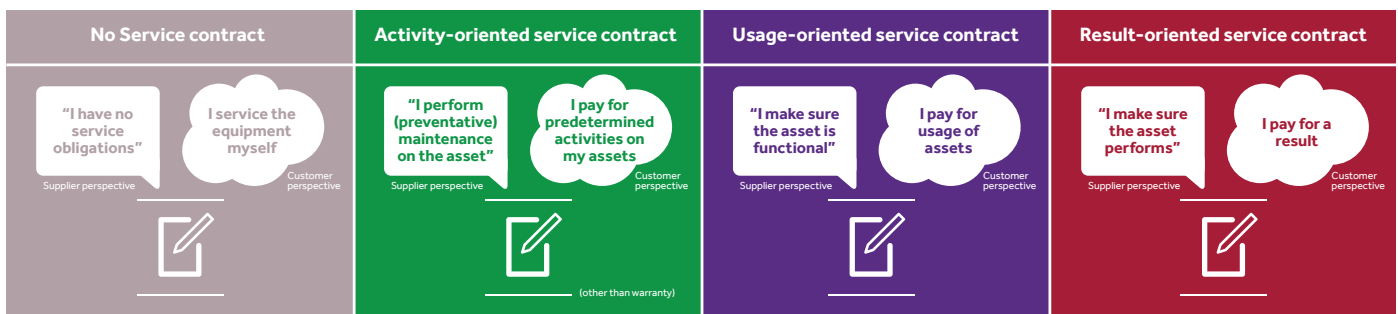 No Service contract
Activity-oriented service contract
Usage-oriented service contract
Result-oriented service contract
“I have no
service
obligations”
I service the
equipment
myself
Supplier perspective
Customer
perspective
“I perform
(preventative)
maintenance
on the asset”
I pay for
predetermined
activities on
my assets
Supplier perspective
Customer
perspective
(other than warranty)
“I make sure
the asset is
functional”
I pay for
usage of
assets
Supplier perspective
Customer
perspective
“I make sure
the asset
performs”
I pay for a
result
Supplier perspective
Customer
perspective